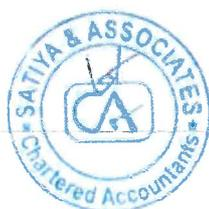 SATIYA & ASSOCIATES
CA
Chartered Accountants